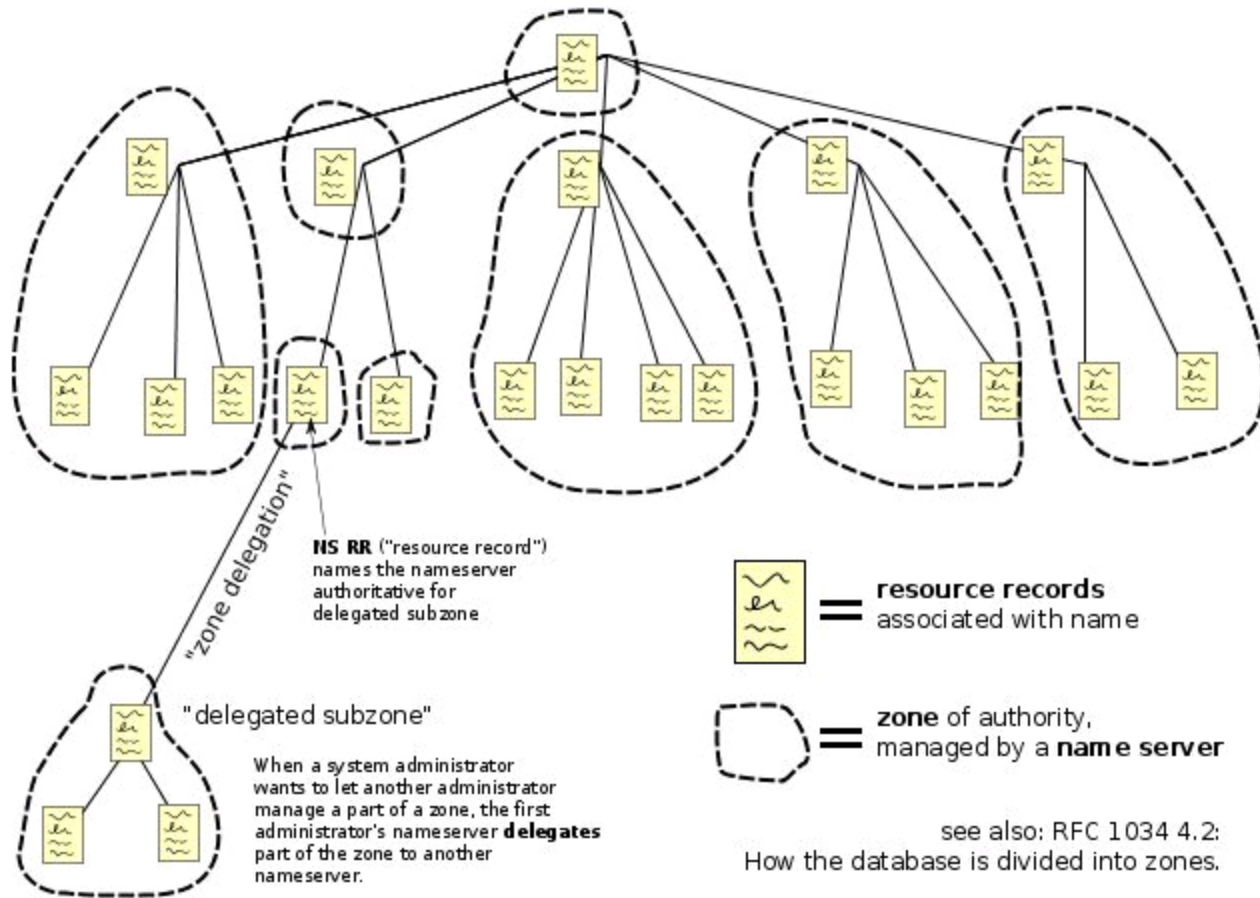 "zone delegation"
NS RR ("resource record")
names the nameserver
authoritative for
delegated subzone
resource records
associated with name
"delegated subzone"
zone of authority,
managed by a name server
When a system administrator
wants to let another administrator
manage a part of a zone, the first
administrator's nameserver delegates
part of the zone to another
nameserver.
see also: RFC 1034 4.2:
How the database is divided into zones.